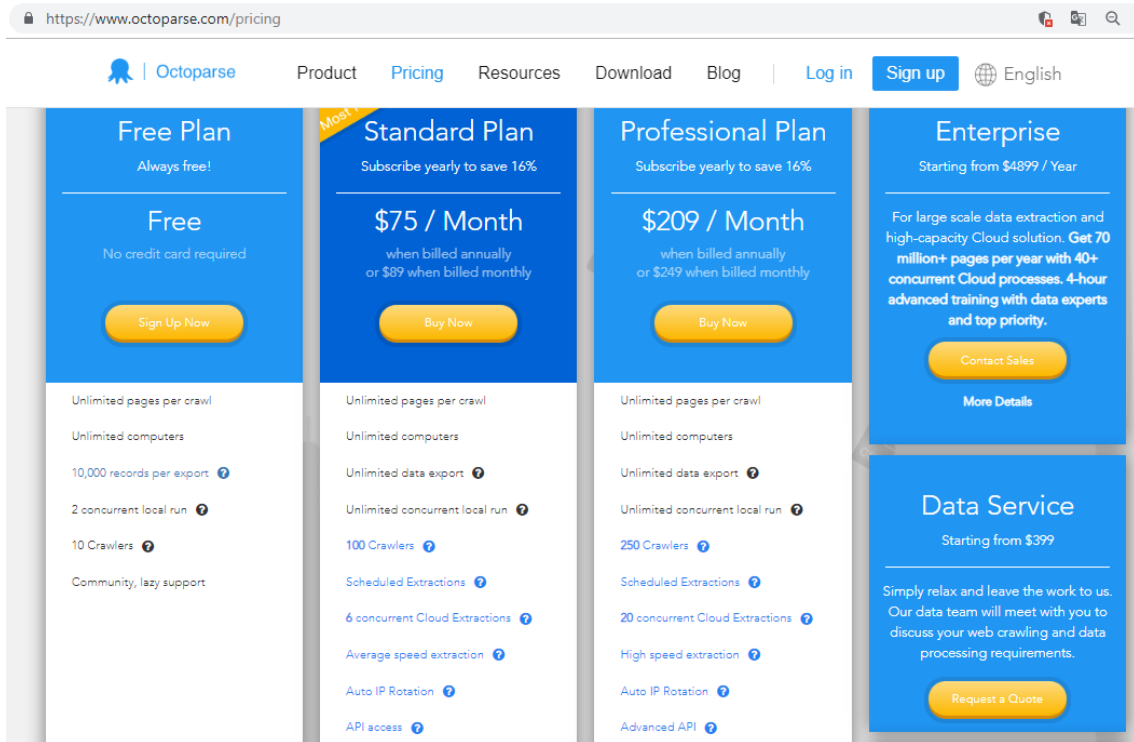 https://www.octoparse.com/pricing
Octoparse
Product
Pricing
Resources
Download
Blog
Log in
Sign up
English
Free Plan
Always free!
Free
No credit card required
Sign Up Now
Unlimited pages per crawl
Unlimited computers
10,000 records per export
2 concurrent local run
10 Crawlers
Community, lazy support
Most
Standard Plan
Subscribe yearly to save 16%
$75 / Month
when billed annually
or $89 when billed monthly
Buy Now
Unlimited pages per crawl
Unlimited computers
Unlimited data export
Unlimited concurrent local run
100 Crawlers
Scheduled Extractions
6 concurrent Cloud Extractions
Average speed extraction
Auto IP Rotation
API access
Professional Plan
Subscribe yearly to save 16%
$209 / Month
when billed annually
or $249 when billed monthly
Buy Now
Unlimited pages per crawl
Unlimited computers
Unlimited data export
Unlimited concurrent local run
250 Crawlers
Scheduled Extractions
20 concurrent Cloud Extractions
High speed extraction
Auto IP Rotation
Advanced API
Enterprise
Starting from $4899 / Year
For large scale data extraction and
high-capacity Cloud solution. Get 70
million+ pages per year with 40+
concurrent Cloud processes. 4-hour
advanced training with data experts
and top priority.
Contact Sales
More Details
Data Service
Starting from $399
Simply relax and leave the work to us.
Our data team will meet with you to
discuss your web crawling and data
processing requirements.
Request a Quote